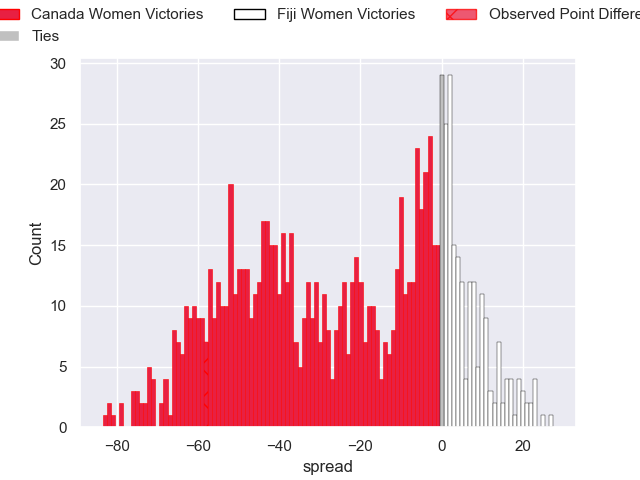 Canada Women Victories Fiji Women Victories Observed Point Differe
Ties
30
25
20
15
10
5
0
Count
−80 −60 −40 −20 0 20
spread